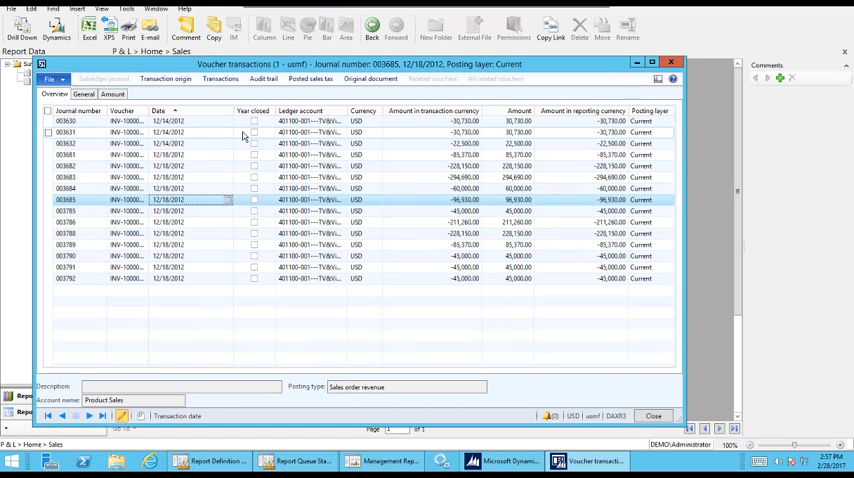 File Home Insert Page Tools Window Help
Drill Down Dynamics Excel XPS Print E-mail Comment Copy IM Column Line Pie Bar Area Back Forward New Folder External File Permissions Copy Link Move Rename
Report Data P & L > Home > Sales Comments
Voucher transactions (1 - usmf) - Journal number: 003685, 12/18/2012, Posting layer: Current
File Subledger journal Transaction origin Transactions Audit trail Posted sales tax Original document Related vouchers All related vouchers
Overview General Amount
Journal number Voucher Date Year closed Ledger account Currency Amount in transaction currency Amount Amount in reporting currency Posting layer
003630 INV-10000... 12/14/2012 401100-001---TV&Vi... USD -30,730.00 -30,730.00 -30,730.00 Current
003631 INV-10000... 12/14/2012 401100-001---TV&Vi... USD -30,730.00 30,730.00 -30,730.00 Current
003632 INV-10000... 12/14/2012 401100-001---TV&Vi... USD -22,500.00 22,500.00 -22,500.00 Current
003681 INV-10000... 12/18/2012 401100-001---TV&Vi... USD -85,370.00 85,370.00 -85,370.00 Current
003682 INV-10000... 12/18/2012 401100-001---TV&Vi... USD -228,150.00 228,150.00 -228,150.00 Current
003683 INV-10000... 12/18/2012 401100-001---TV&Vi... USD -294,690.00 294,690.00 -294,690.00 Current
003684 INV-10000... 12/18/2012 401100-001---TV&Vi... USD -60,000.00 60,000.00 -60,000.00 Current
003685 INV-10000... 12/18/2012 401100-001---TV&Vi... USD -96,930.00 96,930.00 -96,930.00 Current
003785 INV-10000... 12/18/2012 401100-001---TV&Vi... USD -45,000.00 45,000.00 -45,000.00 Current
003786 INV-10000... 12/18/2012 401100-001---TV&Vi... USD -211,260.00 211,260.00 -211,260.00 Current
003788 INV-10000... 12/18/2012 401100-001---TV&Vi... USD -228,150.00 228,150.00 -228,150.00 Current
003789 INV-10000... 12/18/2012 401100-001---TV&Vi... USD -85,370.00 85,370.00 -85,370.00 Current
003790 INV-10000... 12/18/2012 401100-001---TV&Vi... USD -45,000.00 45,000.00 -45,000.00 Current
003791 INV-10000... 12/18/2012 401100-001---TV&Vi... USD -45,000.00 45,000.00 -45,000.00 Current
003792 INV-10000... 12/18/2012 401100-001---TV&Vi... USD -45,000.00 45,000.00 -45,000.00 Current
Description: Posting type: Sales order revenue
Account name: Product Sales
Transaction date (0) USD usmf DAXR3 Close
Page 1 of 1
P & L > Home > Sales DEMO\Administrator 100%
Report Definition ... Report Queue Sta... Management Rep... Microsoft Dynami... Voucher transacti... 2:57 PM
2/28/2017